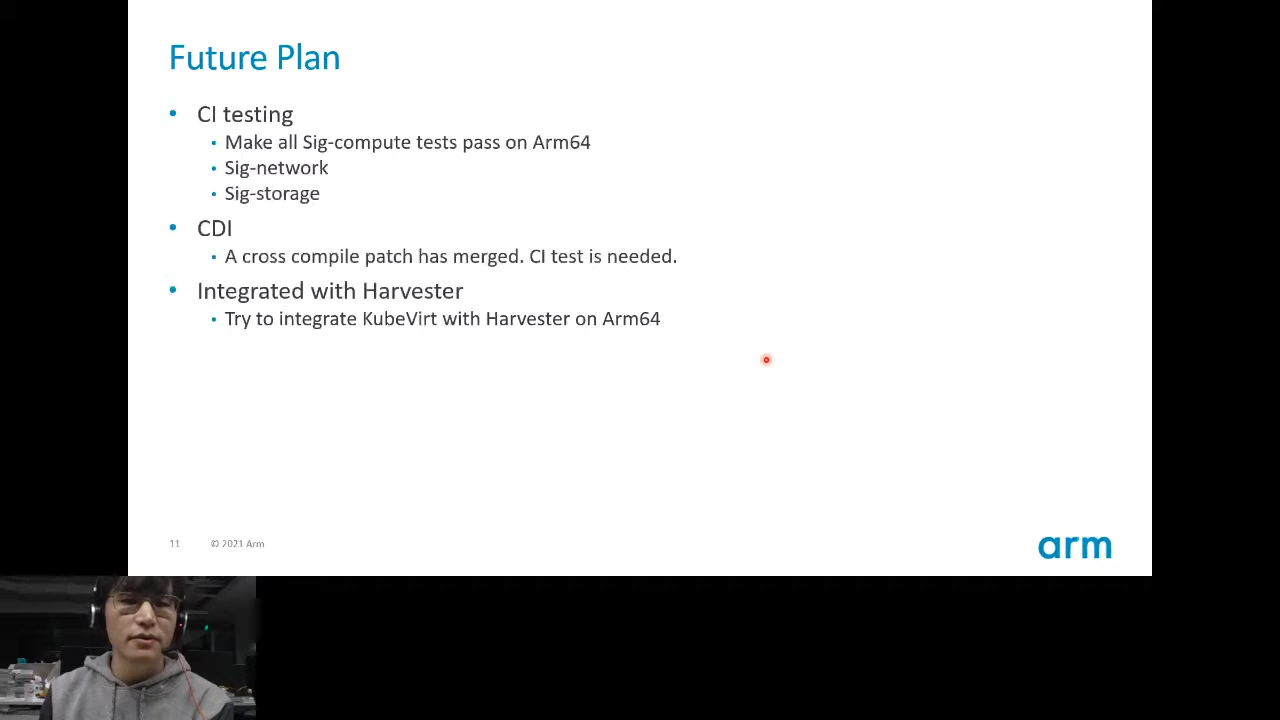 Future Plan
• CI testing
• Make all Sig-compute tests pass on Arm64
• Sig-network
• Sig-storage
• CDI
• A cross compile patch has merged. CI test is needed.
• Integrated with Harvester
• Try to integrate KubeVirt with Harvester on Arm64
11 © 2021 Arm
arm